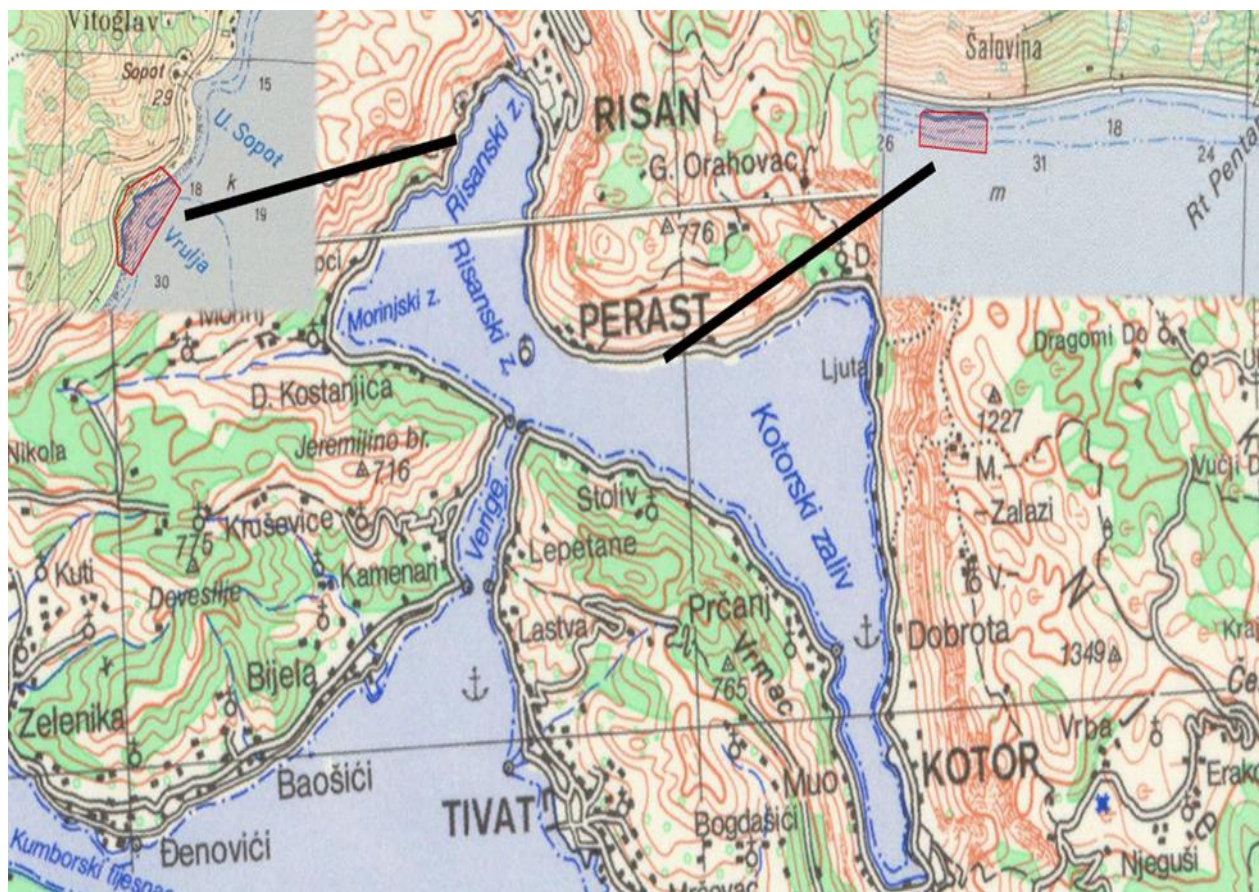 Vitoglav
Sopot
29
15
U. Sopot
18
k
19
U. Vrulja
30
Šalovina
26
18
24
31
m
Rt Penta
RISAN
Risanski z.
G. Orahovac
776
D.
Risanski z.
PERAST
Morinjski z.
Ljuta
Dragomi Do
D. Kostanjica
1227
Nikola
Jeremijino br.
716
Kotorski zaliv
Vučji
M.
Stoliv
Zalazi
Kruševice
Verige
Lepetane
775
Kuti
Kamenari
V.
Devesilje
Prčanj
Lastva
Dobrota
Vrmac
1349
Bijela
765
Zelenika
Vrba
KOTOR
Baošići
Muo
TIVAT
Bogdašići
Đenovići
Njeguši
Kumborski tjesnac